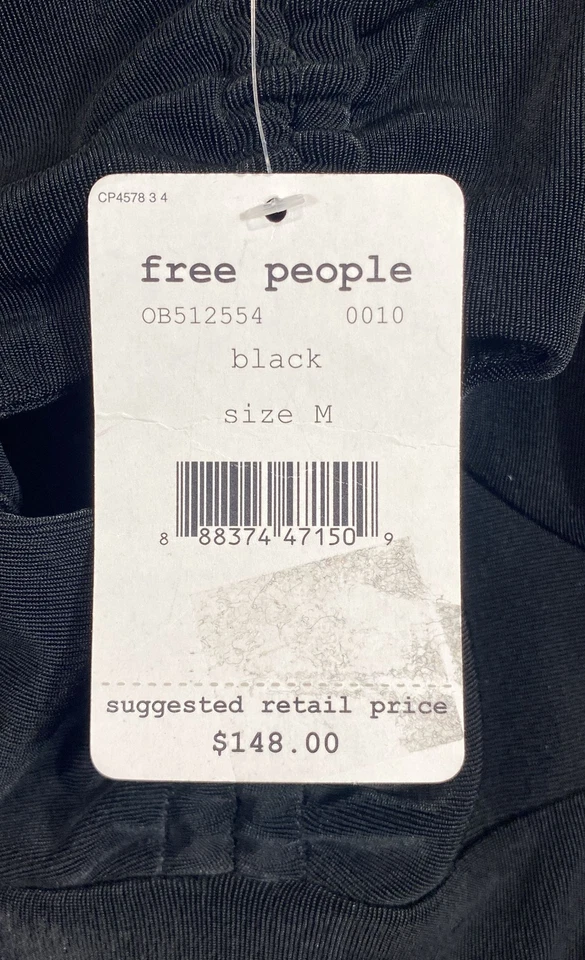 CP4578 3 4
free people
OB512554 0010
black
size M
8 88374 47150 9
suggested retail price
$148.00